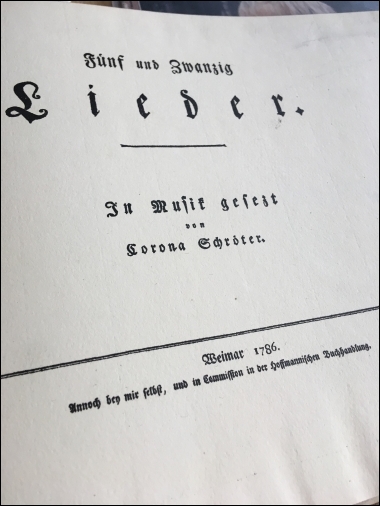 Fünf und Zwanzig
Lieder.
In Musik gesezt
von
Corona Schröter.
Weimar 1786.
Annoch bey mir selbst, und in Commission in der Hoffmannischen Buchhandlung.